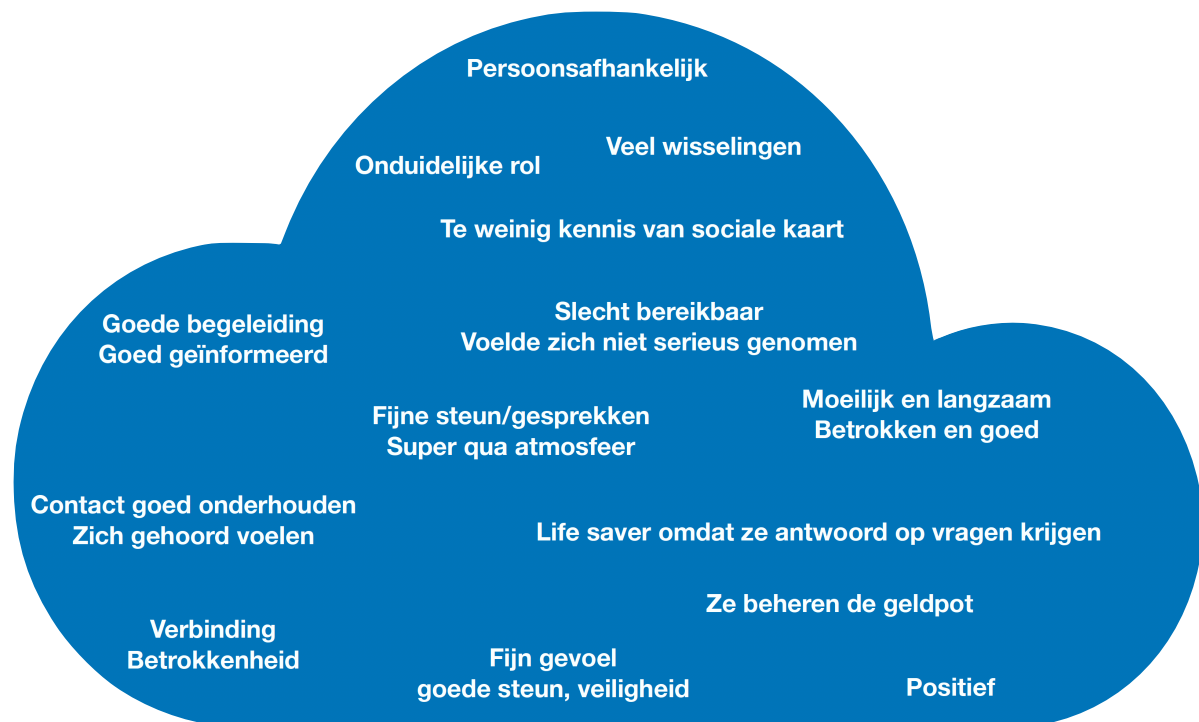 Persoonsafhankelijk
Veel wisselingen
Onduidelijke rol
Te weinig kennis van sociale kaart
Slecht bereikbaar
Voelde zich niet serieus genomen
Goede begeleiding
Goed geïnformeerd
Moeilijk en langzaam
Betrokken en goed
Fijne steun/gesprekken
Super qua atmosfeer
Contact goed onderhouden
Zich gehoord voelen
Life saver omdat ze antwoord op vragen krijgen
Ze beheren de geldpot
Verbinding
Betrokkenheid
Fijn gevoel
goede steun, veiligheid
Positief